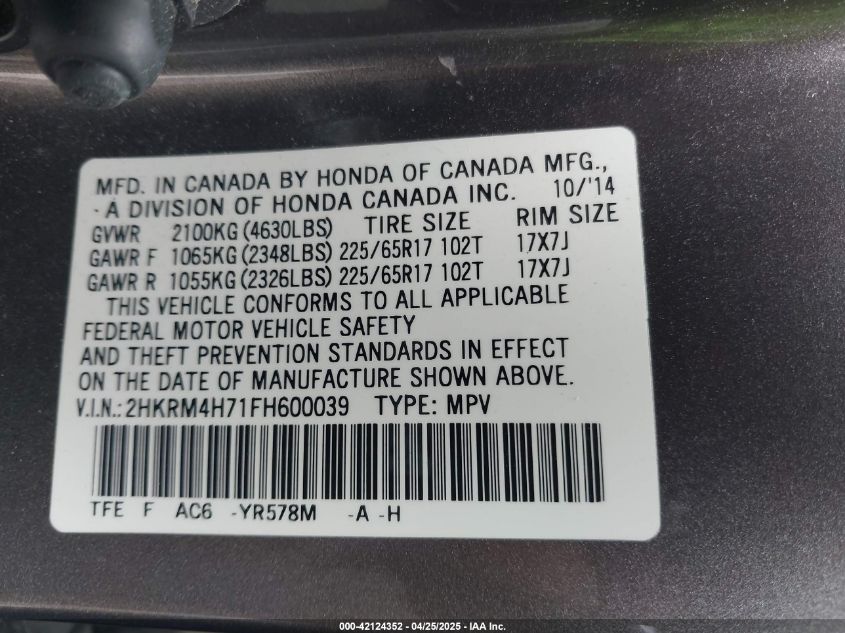 MFD. IN CANADA BY HONDA OF CANADA MFG.,
A DIVISION OF HONDA CANADA INC. 10/'14
GVWR 2100KG (4630LBS) TIRE SIZE RIM SIZE
GAWR F 1065KG (2348LBS) 225/65R17 102T 17X7J
GAWR R 1055KG (2326LBS) 225/65R17 102T 17X7J
THIS VEHICLE CONFORMS TO ALL APPLICABLE
FEDERAL MOTOR VEHICLE SAFETY
AND THEFT PREVENTION STANDARDS IN EFFECT
ON THE DATE OF MANUFACTURE SHOWN ABOVE.
V.I.N.: 2HKRM4H71FH600039 TYPE: MPV
TFE F AC6 -YR578M -A -H
000-42124352 - 04/25/2025 - IAA Inc.